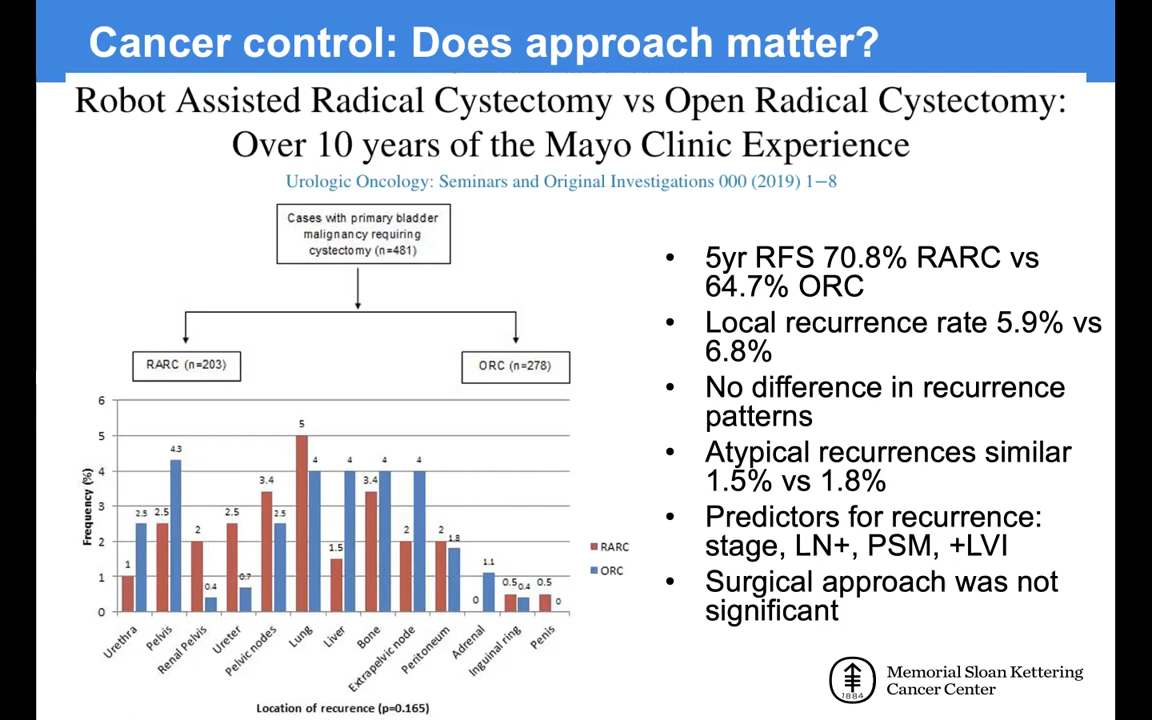 Cancer control: Does approach matter?
Robot Assisted Radical Cystectomy vs Open Radical Cystectomy:
Over 10 years of the Mayo Clinic Experience
Urologic Oncology: Seminars and Original Investigations 000 (2019) 1−8
Cases with primary bladder
malignancy requiring
cystectomy (n=481)
RARC (n=203)
ORC (n=278)
Frequency (%)
6
5
4
3
2
1
0
1
2.5
2.5
4.3
2
0.4
2.5
0.7
3.4
2.5
5
4
1.5
4
3.4
4
2
4
2
1.8
0
1.1
0.5
0.4
0.5
0
Urethra
Pelvis
Renal Pelvis
Ureter
Pelvic nodes
Lung
Liver
Bone
Extrapelvic node
Peritoneum
Adrenal
Inguinal ring
Penis
Location of recurence (p=0.165)
RARC
ORC
• 5yr RFS 70.8% RARC vs
64.7% ORC
• Local recurrence rate 5.9% vs
6.8%
• No difference in recurrence
patterns
• Atypical recurrences similar
1.5% vs 1.8%
• Predictors for recurrence:
stage, LN+, PSM, +LVI
• Surgical approach was not
significant
1884
Memorial Sloan Kettering
Cancer Center